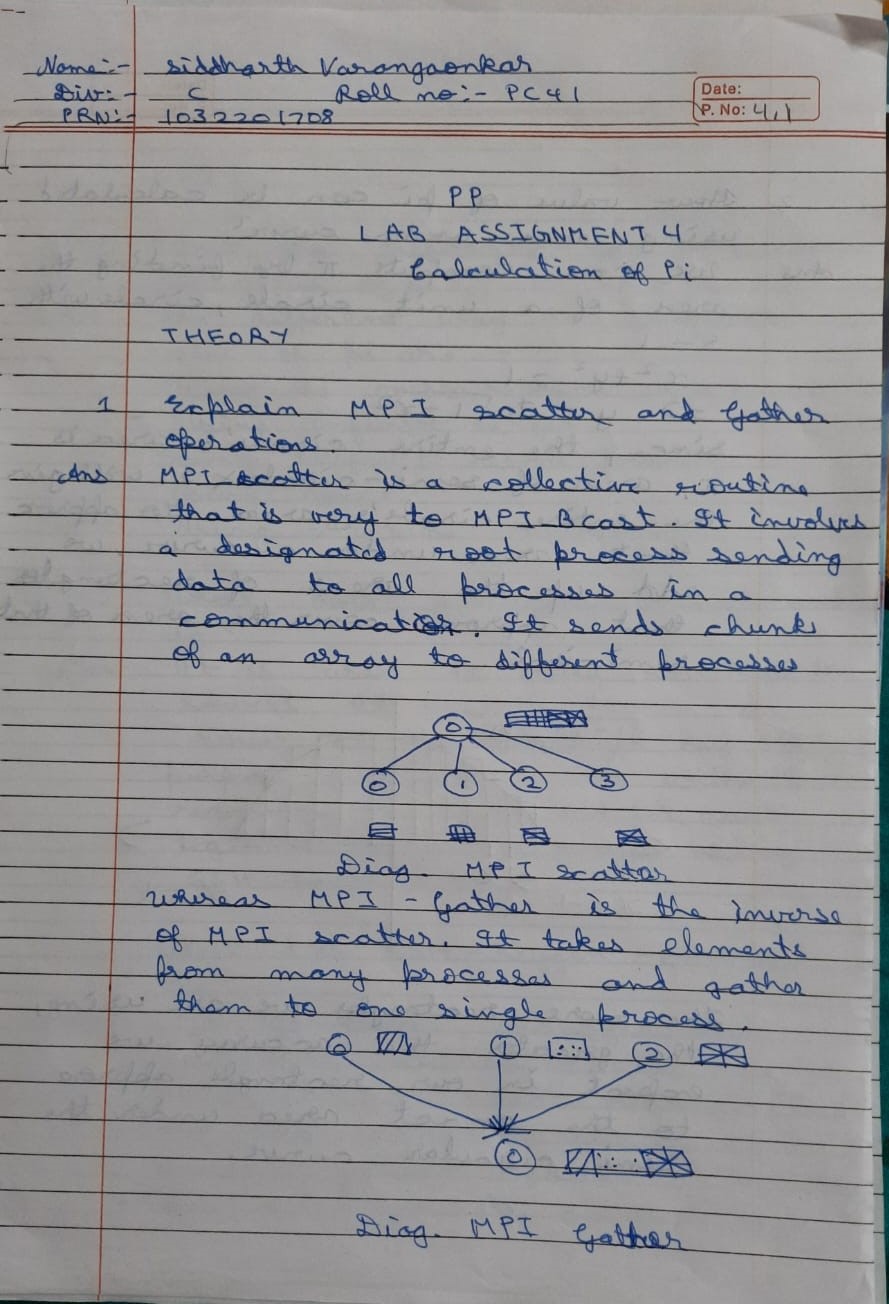 Name:- Siddharth Varangaonkar
Div:- C Roll no:- PC41
PRN:- 1032201708
Date:
P. No: 4.1
PP
LAB ASSIGNMENT 4
Calculation of Pi
THEORY
1 Explain MPI scatter and Gather
operations.
Ans MPI scatter is a collective routine
that is very to MPI Bcast. It involves
a designated root process sending
data to all processes in a
communicator. It sends chunks
of an array to different processes
0
0 1 2 3
Diag. MPI scatter
whereas MPI - Gather is the inverse
of MPI scatter. It takes elements
from many processes and gather
them to one single process.
0 1 2
0
Diag. MPI Gather